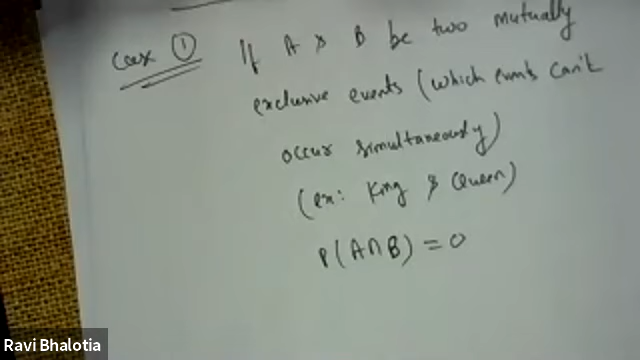 Case ①
If A & B be two mutually
exclusive events (which events can't
occur simultaneously)
(ex: King & Queen)
P(A∩B) = 0
Ravi Bhalotia